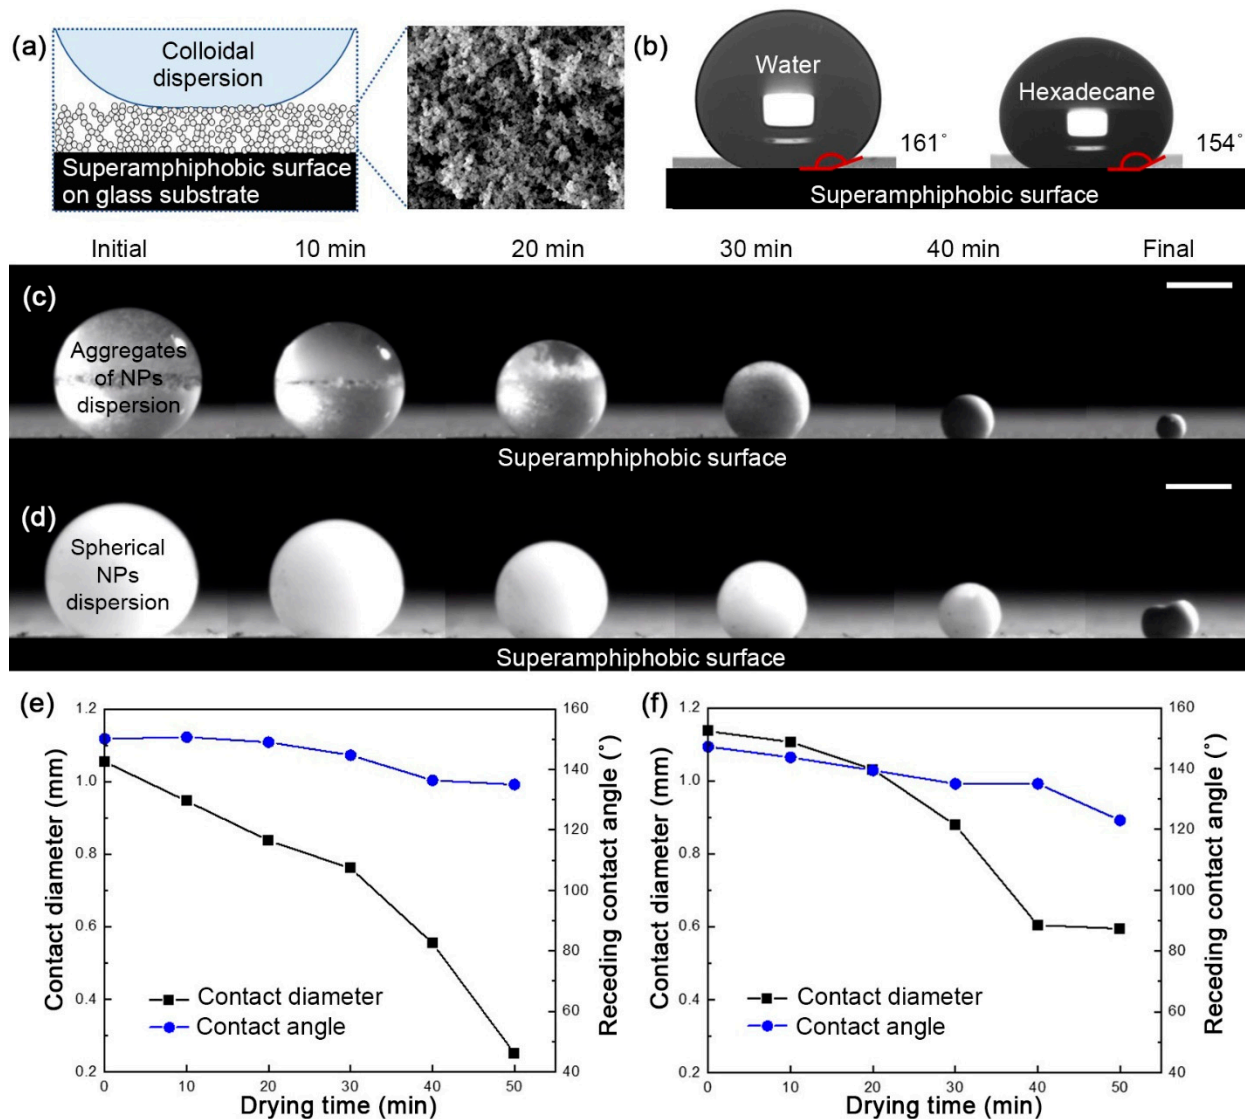 (a)
Colloidal
dispersion
Superamphiphobic surface
on glass substrate
(b)
Water
161°
Hexadecane
154°
Superamphiphobic surface
Initial
10 min
20 min
30 min
40 min
Final
(c)
Aggregates
of NPs
dispersion
Superamphiphobic surface
(d)
Spherical
NPs
dispersion
Superamphiphobic surface
(e)
Contact diameter (mm)
1.2
1.0
0.8
0.6
0.4
0.2
Contact diameter
Contact angle
0
10
20
30
40
50
Drying time (min)
160
140
120
100
80
60
40
Receding contact angle (°)
(f)
Contact diameter (mm)
1.2
1.0
0.8
0.6
0.4
0.2
Contact diameter
Contact angle
0
10
20
30
40
50
Drying time (min)
160
140
120
100
80
60
40
Receding contact angle (°)